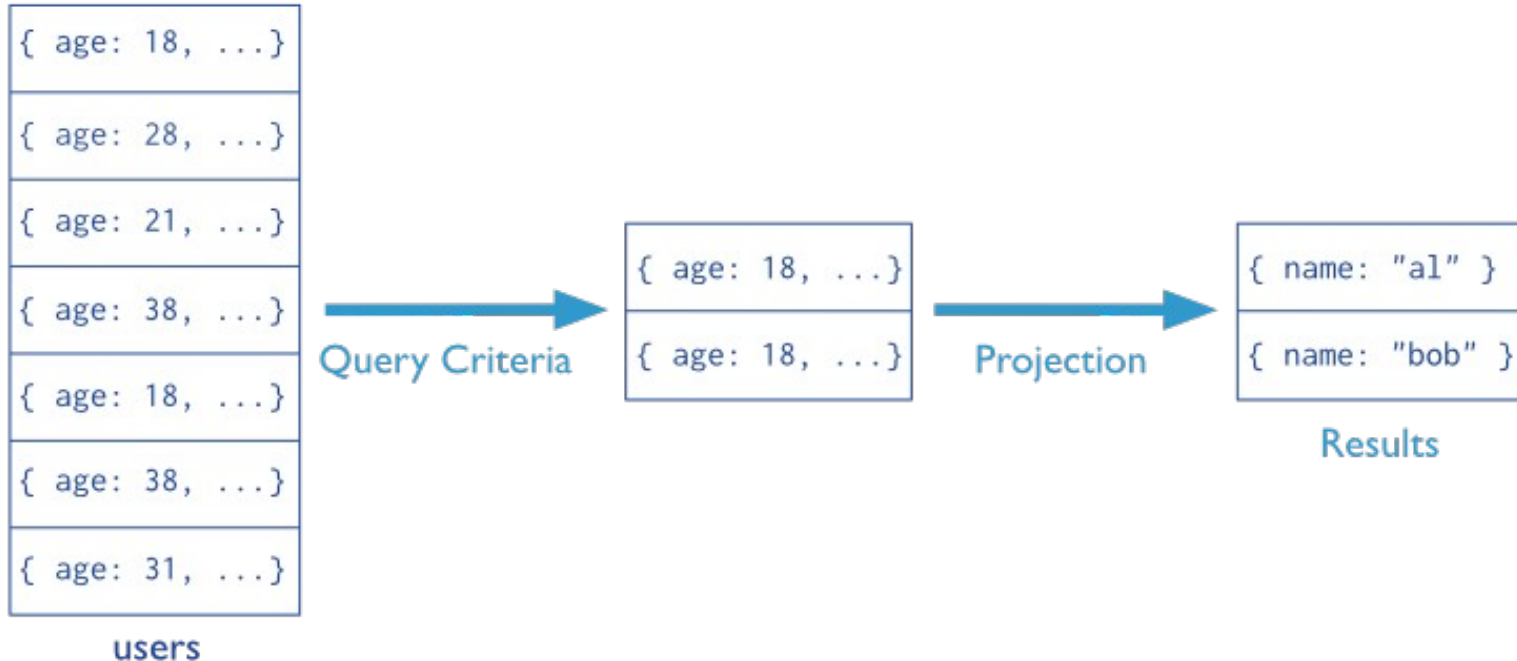 { age: 18, ...}
{ age: 28, ...}
{ age: 21, ...}
{ age: 38, ...}
{ age: 18, ...}
{ age: 38, ...}
{ age: 31, ...}
users
Query Criteria
{ age: 18, ...}
{ age: 18, ...}
Projection
{ name: "al" }
{ name: "bob" }
Results